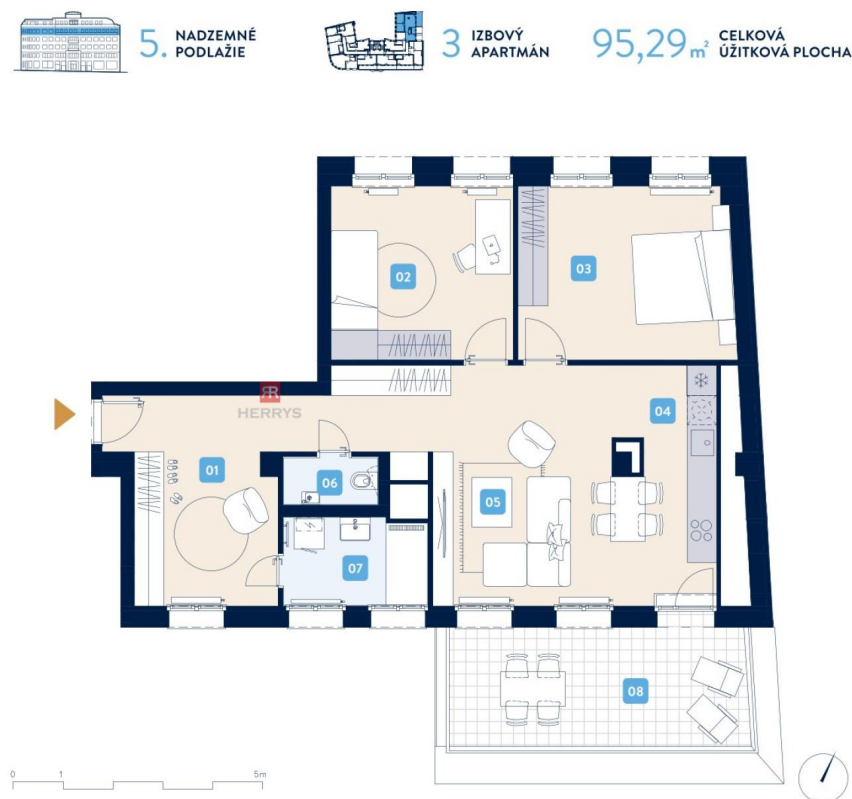 5. NADZEMNÉ PODLAŽIE
3 IZBOVÝ APARTMÁN
95,29 m² CELKOVÁ ÚŽITKOVÁ PLOCHA
02
03
04
HERRYS
01
06
05
07
08
0 1 5m